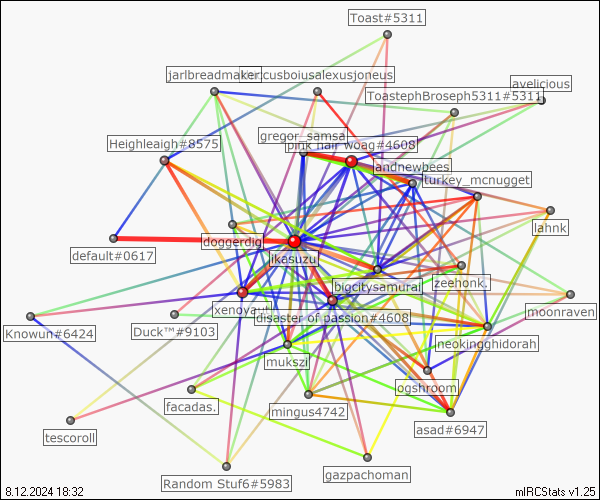 Toast#5311
jarlbreadmaker
cusboiusalexusjoneus
avelicious
ToastephBroseph5311#5311
gregor_samsa
Heighleaigh#8575
pink fair woag#4608
andnewbees
turkey_mcnugget
lahnk
doggerdig
default#0617
ikasuzu
zeehonk.
bigcitysamurai
xenoyaut
moonraven
disaster of passion#4608
Knowun#6424
Duck™#9103
neokingghidorah
mukszi
ogshroom
facadas.
mingus4742
asad#6947
tescoroll
gazpachoman
Random Stuf6#5983
8.12.2024 18:32
mIRCStats v1.25